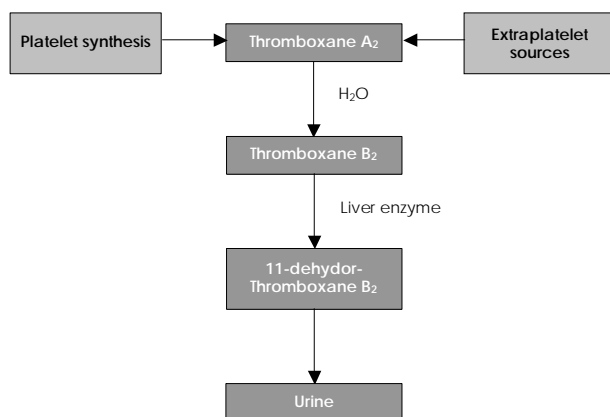 Platelet synthesis
Thromboxane A₂
Extraplatelet
sources
H₂O
Thromboxane B₂
Liver enzyme
11-dehydor-
Thromboxane B₂
Urine